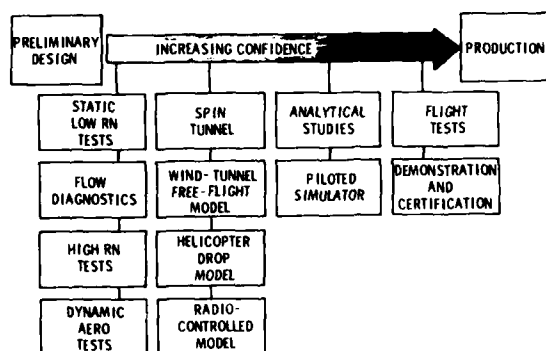 PRELIMINARY
DESIGN
INCREASING CONFIDENCE
PRODUCTION
STATIC
LOW RN
TESTS
FLOW
DIAGNOSTICS
HIGH RN
TESTS
DYNAMIC
AERO
TESTS
SPIN
TUNNEL
WIND-TUNNEL
FREE-FLIGHT
MODEL
HELICOPTER
DROP
MODEL
RADIO-
CONTROLLED
MODEL
ANALYTICAL
STUDIES
PILOTED
SIMULATOR
FLIGHT
TESTS
DEMONSTRATION
AND
CERTIFICATION